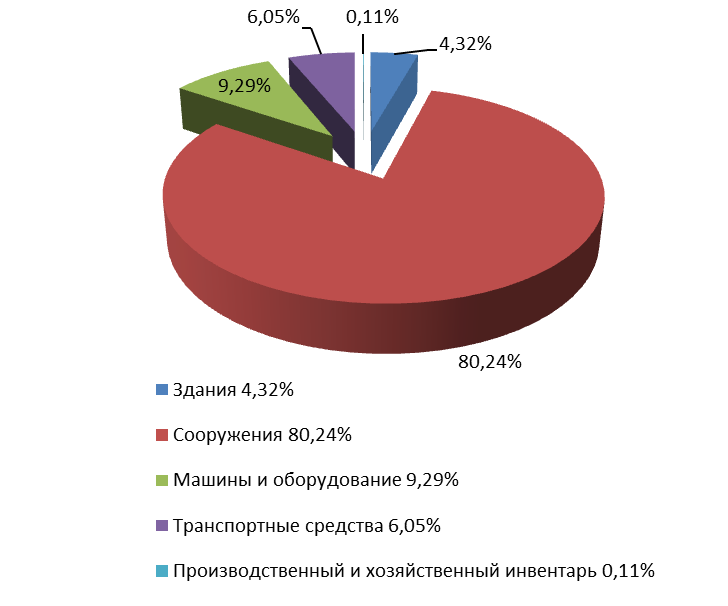 6,05%
0,11%
4,32%
9,29%
80,24%
Здания 4,32%
Сооружения 80,24%
Машины и оборудование 9,29%
Транспортные средства 6,05%
Производственный и хозяйственный инвентарь 0,11%